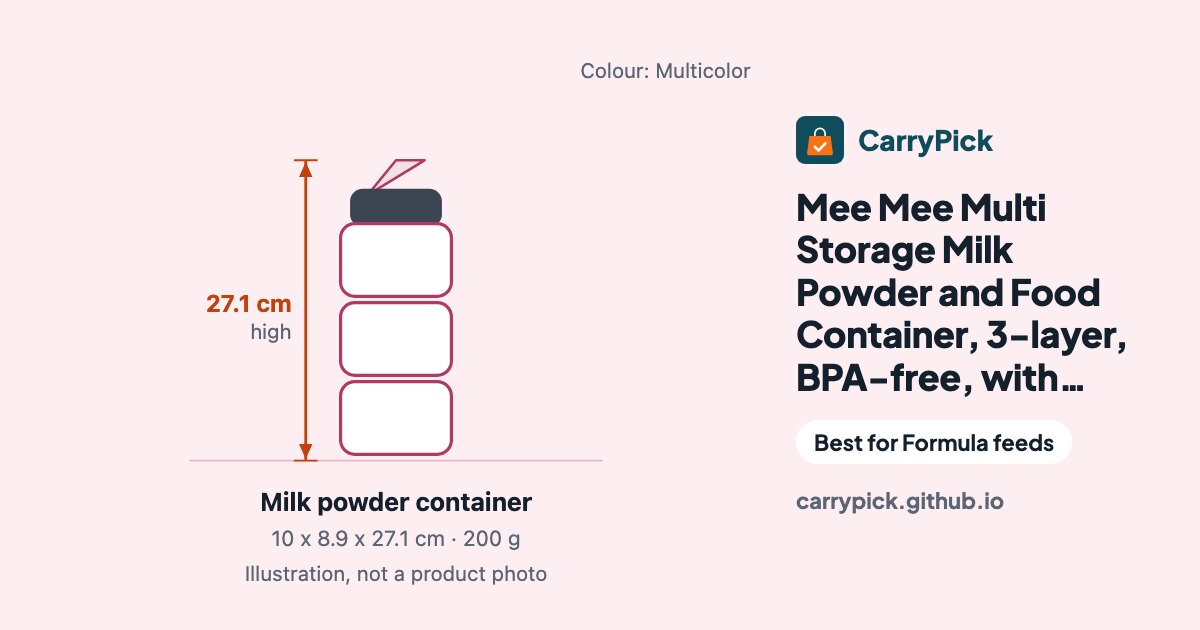 Colour: Multicolor
27.1 cm
high
Milk powder container
10 x 8.9 x 27.1 cm · 200 g
Illustration, not a product photo
CarryPick
Mee Mee Multi
Storage Milk
Powder and Food
Container, 3-layer,
BPA-free, with...
Best for Formula feeds
carrypick.github.io